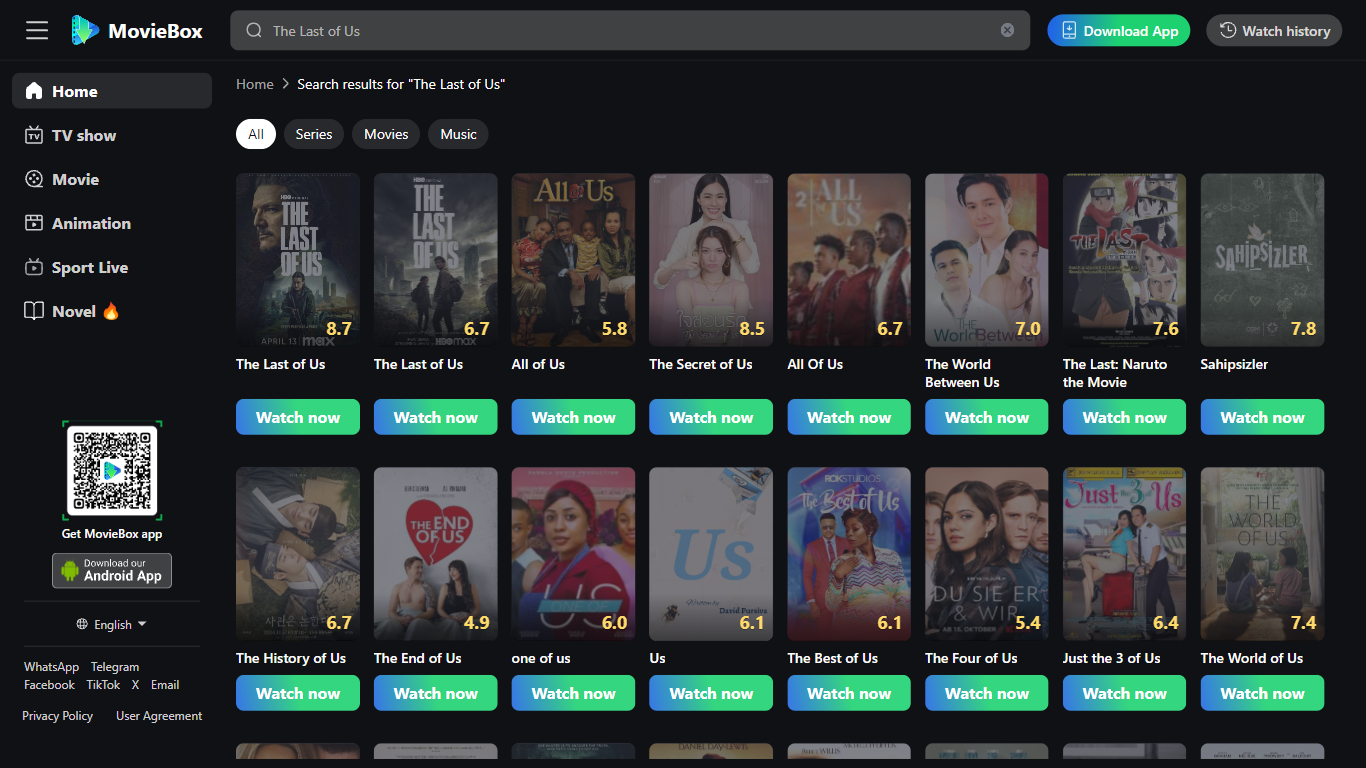 MovieBox
The Last of Us
Download App
Watch history
Home
TV show
Movie
Animation
Sport Live
Novel 🔥
Get MovieBox app
Download our
Android App
English
WhatsApp Telegram
Facebook TikTok X Email
Privacy Policy User Agreement
Home > Search results for "The Last of Us"
All Series Movies Music
THE
LAST
OF US
APRIL 13 max
8.7
THE
LAST
OF US
HBOMAX
6.7
All of Us
5.8
8.5
2 ALL
OF US
6.7
THE
World Between
7.0
THE LAST
7.6
SAHİPSİZLER
7.8
The Last of Us
The Last of Us
All of Us
The Secret of Us
All Of Us
The World
Between Us
The Last: Naruto
the Movie
Sahipsizler
Watch now
Watch now
Watch now
Watch now
Watch now
Watch now
Watch now
Watch now
6.7
THE END
OF US
4.9
ONE OF
US
6.0
Us
Written by
David Parsiva
6.1
ROKSTUDIOS
The Best of Us
6.1
DU SIE ER
& WIR
AB 15. OKTOBER
5.4
Just the 3 of Us
6.4
THE
WORLD
OF US
7.4
The History of Us
The End of Us
one of us
Us
The Best of Us
The Four of Us
Just the 3 of Us
The World of Us
Watch now
Watch now
Watch now
Watch now
Watch now
Watch now
Watch now
Watch now
DANIEL DAY-LEWIS